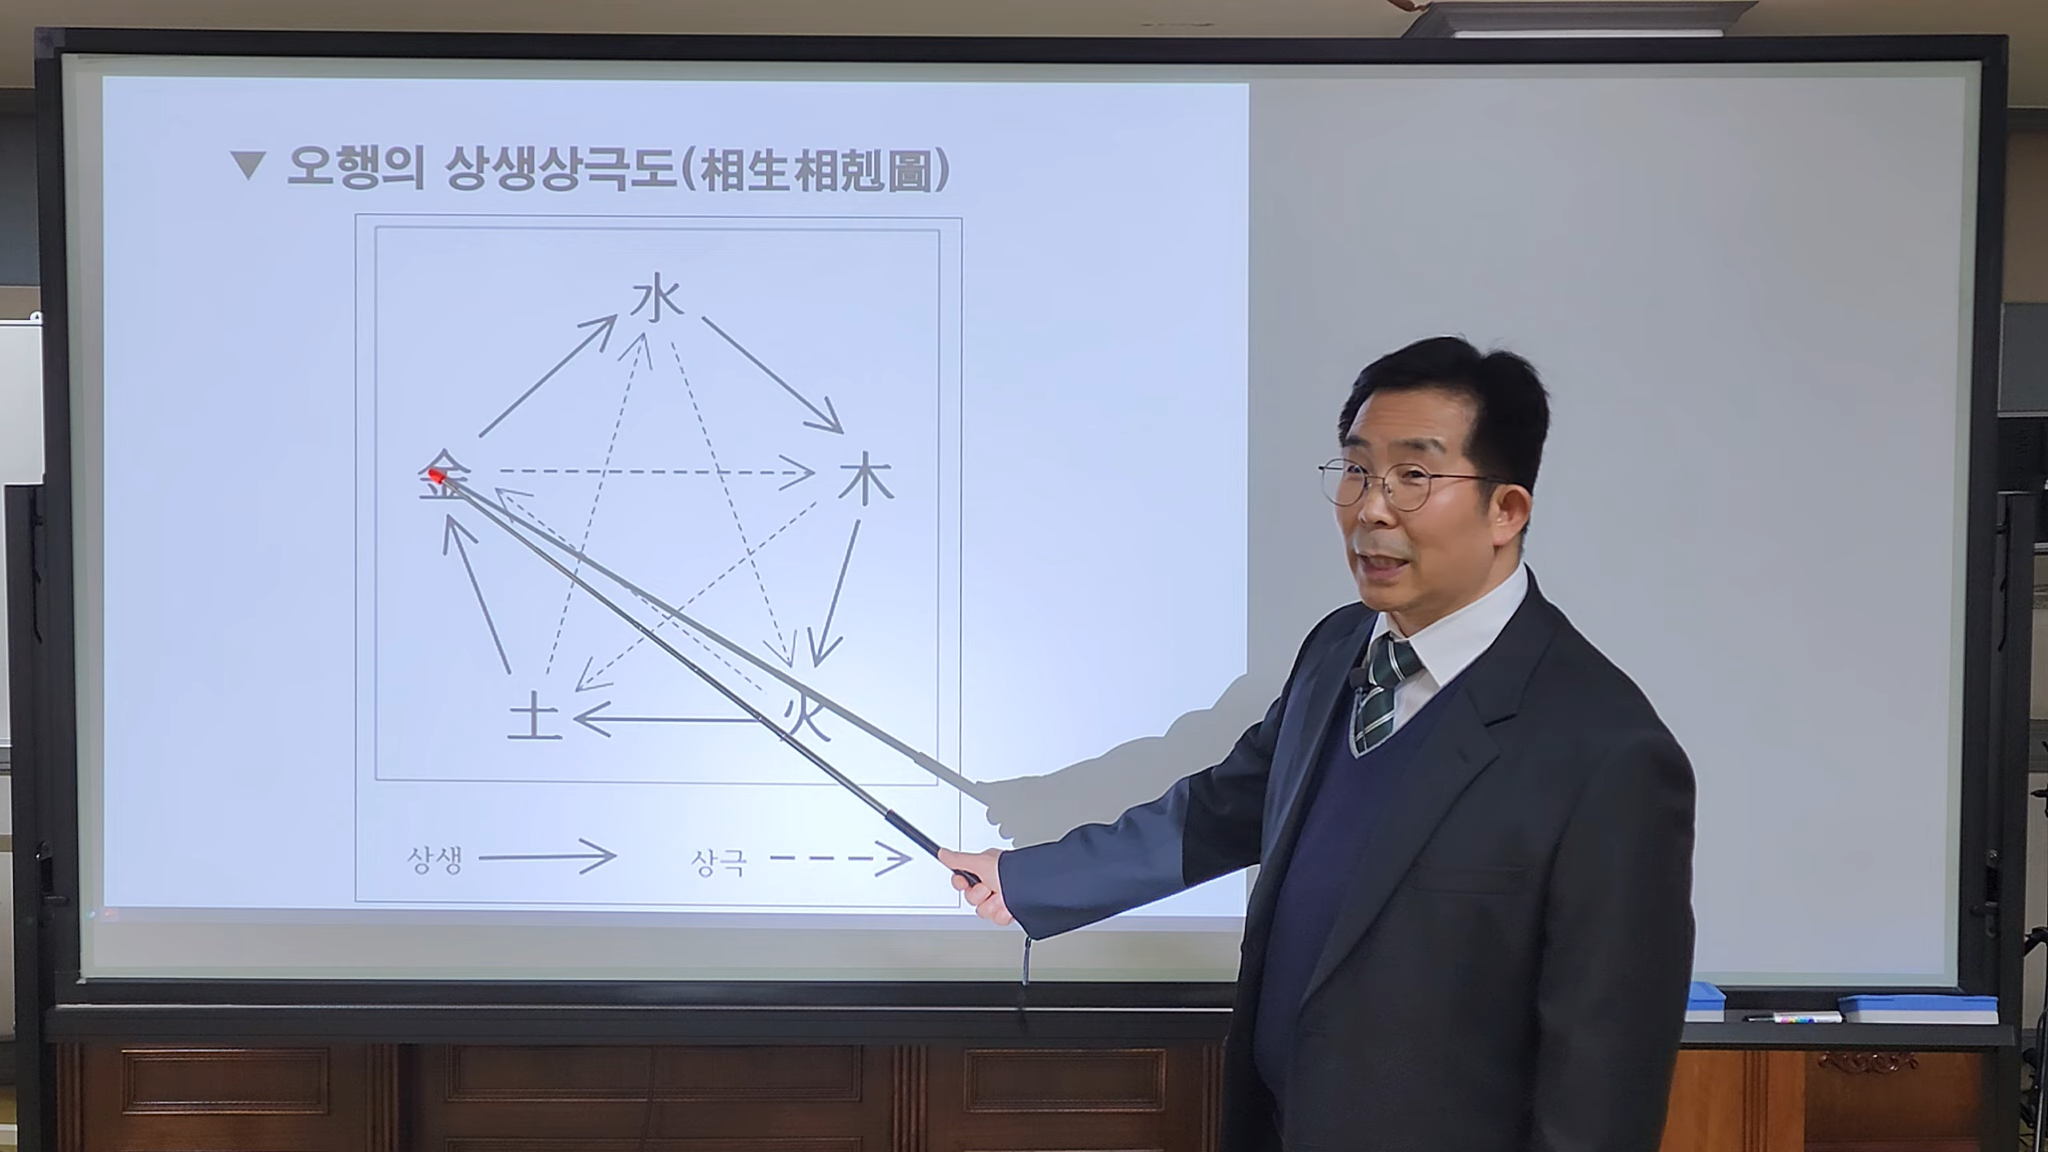 ▼ 오행의 상생상극도(相生相剋圖)
水
金 木
土 火
상생 상극